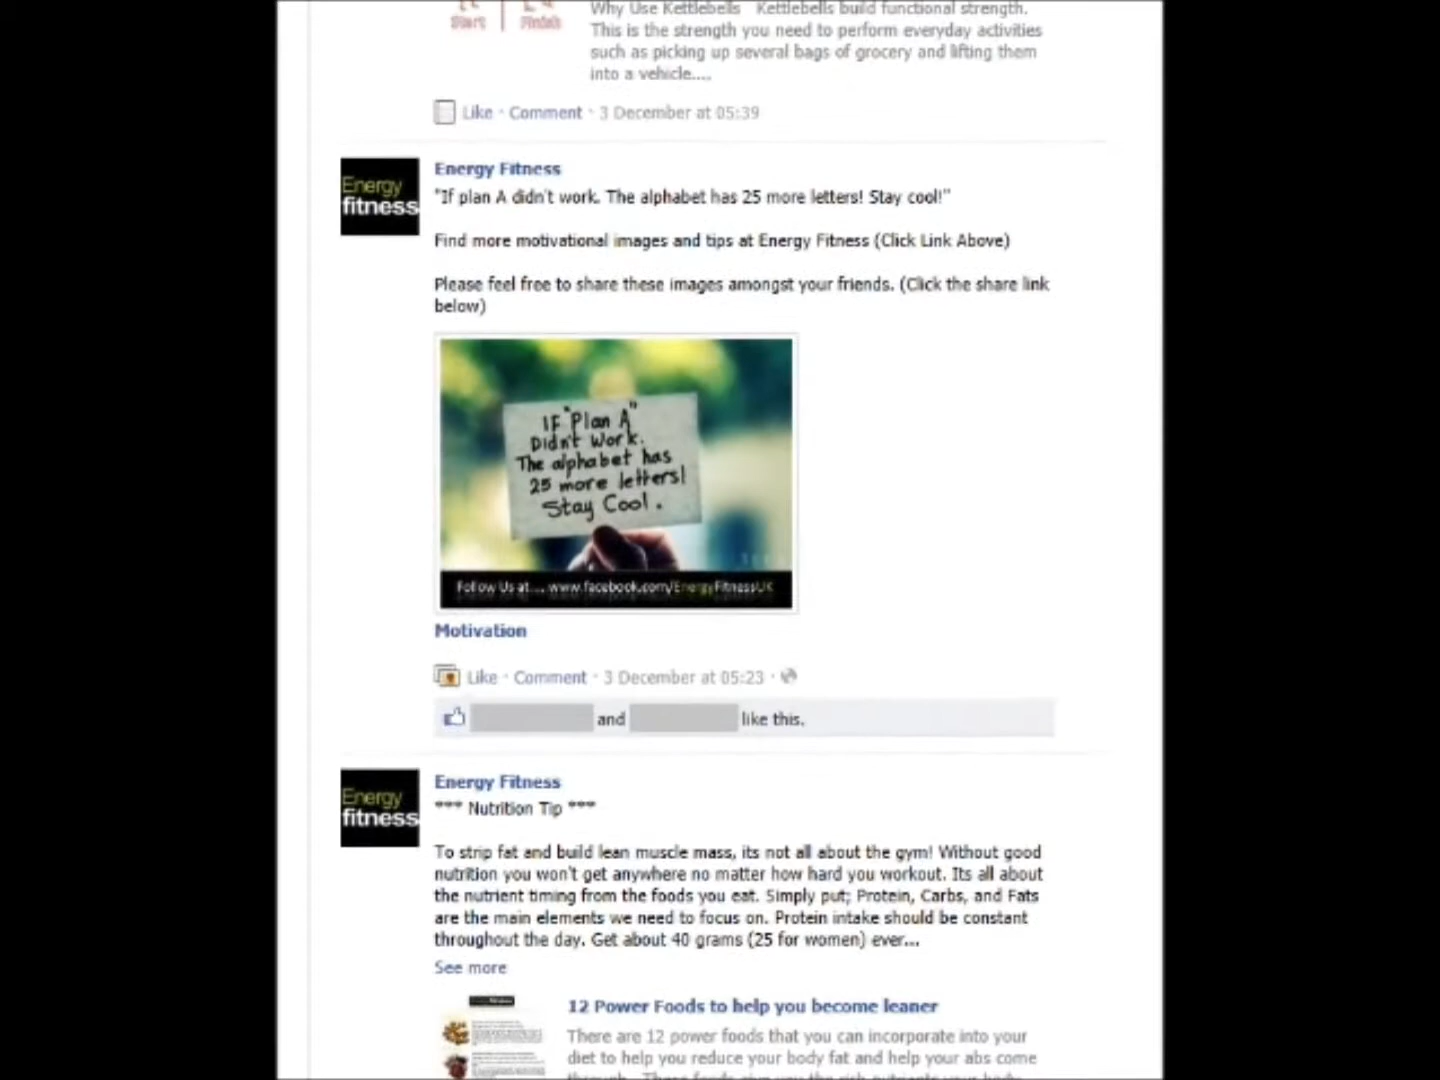 Start | Finish
Why Use Kettlebells Kettlebells build functional strength.
This is the strength you need to perform everyday activities
such as picking up several bags of grocery and lifting them
into a vehicle....
Like · Comment · 3 December at 05:39
Energy Fitness
Energy
fitness
"If plan A didn't work. The alphabet has 25 more letters! Stay cool!"
Find more motivational images and tips at Energy Fitness (Click Link Above)
Please feel free to share these images amongst your friends. (Click the share link
below)
IF "Plan A"
Didn't Work.
The alphabet has
25 more letters!
Stay Cool.
Follow Us at.... www.facebook.com/EnergyFitnessUK
Motivation
Like · Comment · 3 December at 05:23 ·
and like this.
Energy Fitness
Energy
fitness
*** Nutrition Tip ***
To strip fat and build lean muscle mass, its not all about the gym! Without good
nutrition you won't get anywhere no matter how hard you workout. Its all about
the nutrient timing from the foods you eat. Simply put; Protein, Carbs, and Fats
are the main elements we need to focus on. Protein intake should be constant
throughout the day. Get about 40 grams (25 for women) ever...
See more
12 Power Foods to help you become leaner
There are 12 power foods that you can incorporate into your
diet to help you reduce your body fat and help your abs come